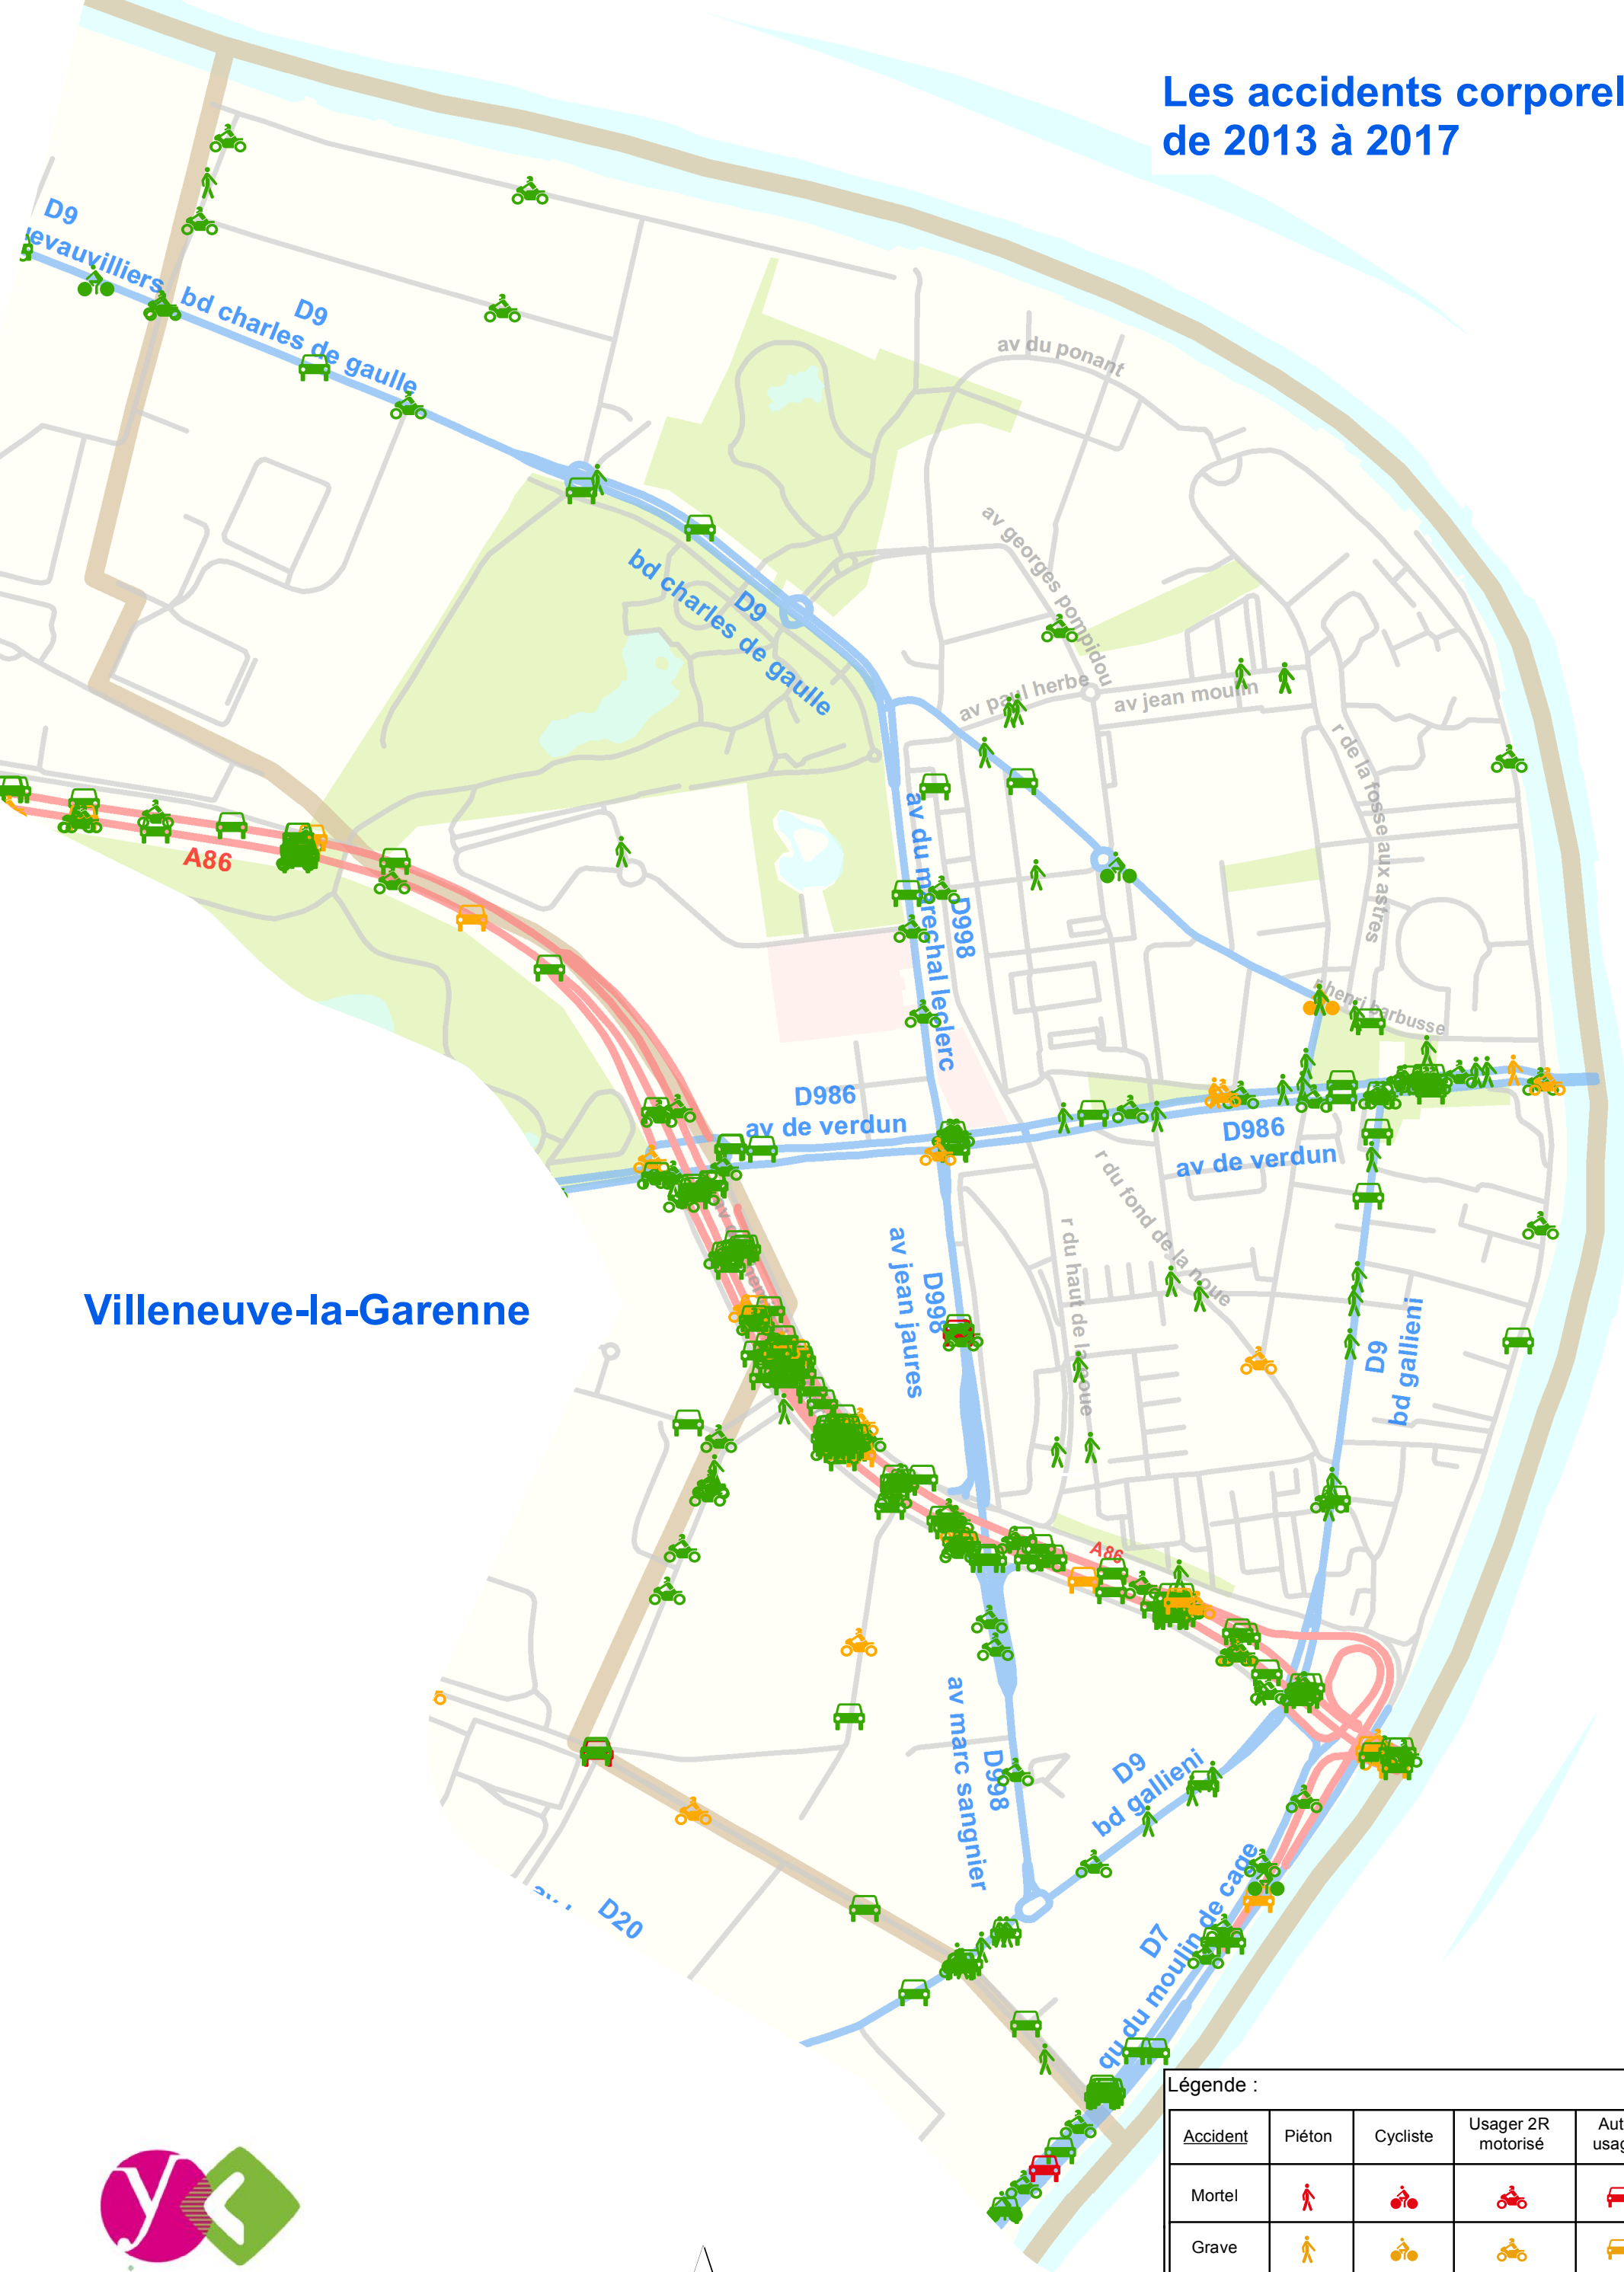 Les accidents corporel
de 2013 à 2017
D9
D9
bd charles de gaulle
av du ponant
av georges pompidou
D9
bd charles de gaulle
av paul herbe
av jean moulin
r de la fosse aux astres
A86
av du marechal leclerc
D998
r henri barbusse
D986
av de verdun
D986
av de verdun
r du fond de la noue
r du haut de la noue
av jean jaures
D998
Villeneuve-la-Garenne
D9
bd gallieni
A86
av marc sangnier
D998
D9
bd gallieni
D20
D7
qu du moulin de cage
Légende :
Accident
Piéton
Cycliste
Usager 2R
motorisé
Mortel
Grave